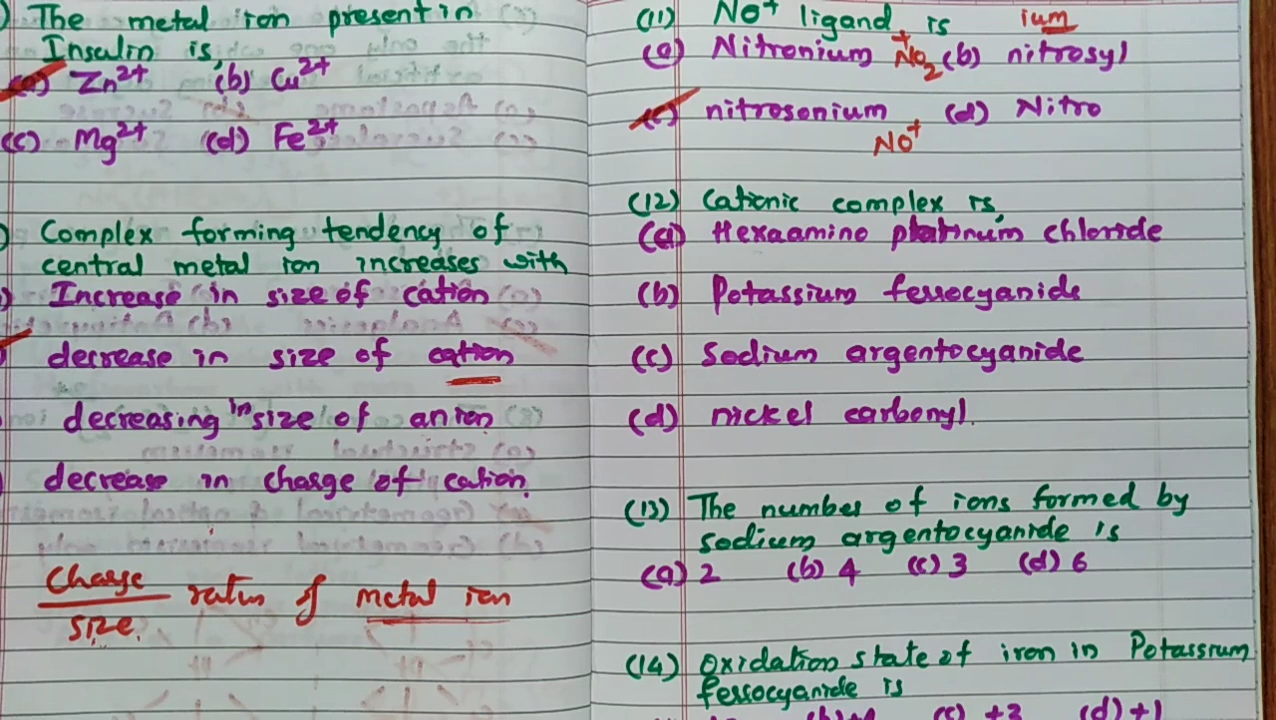 ) The metal ion present in
Insulin is,
(a) Zn²⁺ (b) Cu²⁺
(c) Mg²⁺ (d) Fe²⁺
) Complex forming tendency of
central metal ion increases with
) Increase in size of cation
decrease in size of cation
decreasing in size of anion
) decrease in charge of cation.
Charge
size.
ratio of metal ion
(11) NO⁺ ligand is ium
(a) Nitronium ⁺NO₂ (b) nitrosyl
(c) nitrosonium (d) Nitro
NO⁺
(12) Cationic complex is,
(a) Hexaamino platinum chloride
(b) Potassium ferrocyanide
(c) Sodium argentocyanide
(d) nickel carbonyl.
(13) The number of ions formed by
sodium argentocyanide is
(a) 2 (b) 4 (c) 3 (d) 6
(14) Oxidation state of iron in Potassium
ferrocyanide is
(d) +1